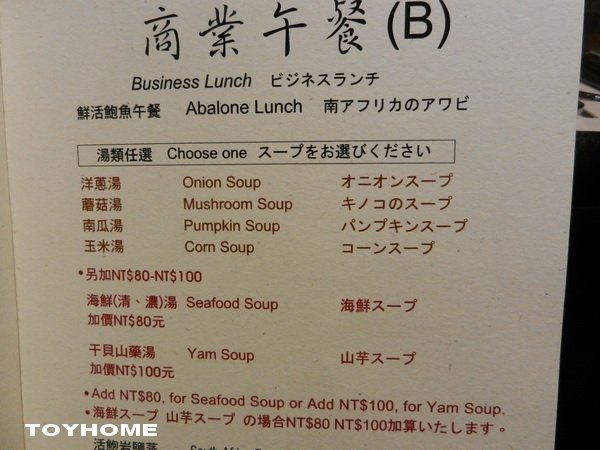 商業午餐(B)
Business Lunch ビジネスランチ
鮮活鮑魚午餐 Abalone Lunch 南アフリカのアワビ
湯類任選 Choose one スープをお選びください
洋蔥湯 Onion Soup オニオンスープ
蘑菇湯 Mushroom Soup キノコのスープ
南瓜湯 Pumpkin Soup パンプキンスープ
玉米湯 Corn Soup コーンスープ
•另加NT$80-NT$100
海鮮(清、濃)湯 Seafood Soup 海鮮スープ
加價NT$80元
干貝山藥湯 Yam Soup 山芋スープ
加價NT$100元
•Add NT$80, for Seafood Soup or Add NT$100, for Yam Soup.
•海鮮スープ 山芋スープ の場合NT$80 NT$100加算いたします。
TOYHOME
活鮑岩鹽蒸 South Africa